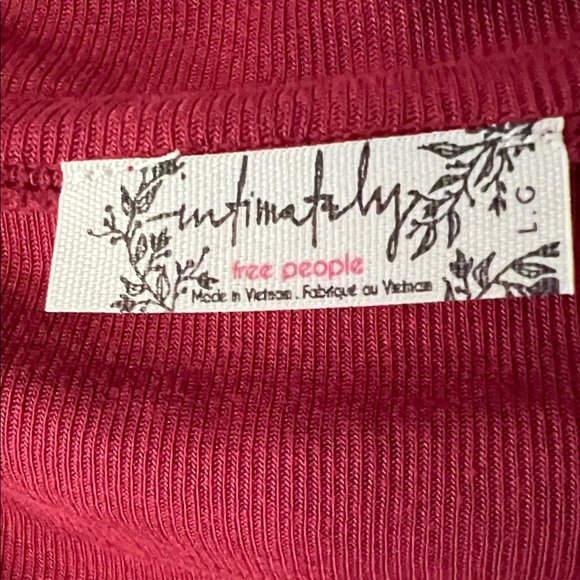 intimately
free people
Made in Vietnam . Fabriqué au Vietnam
L.G